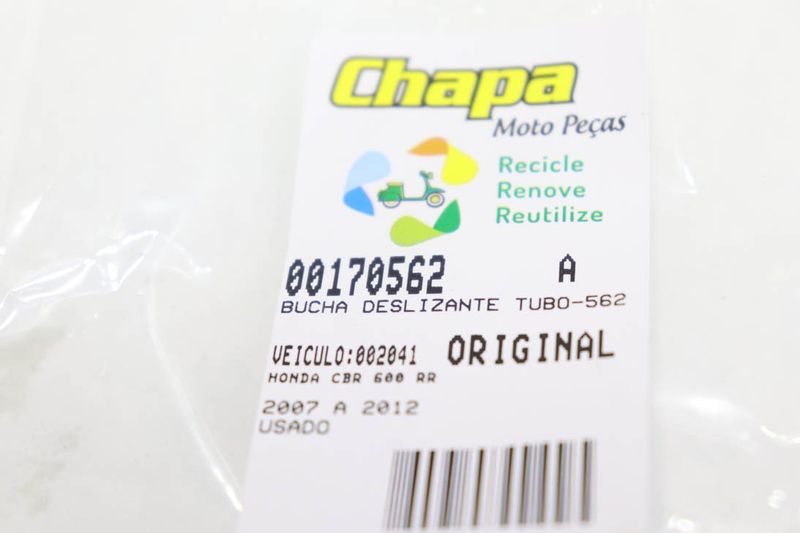 Chapa
Moto Peças
Recicle
Renove
Reutilize
00170562 A
BUCHA DESLIZANTE TUBO-562
VEICULO:002041 ORIGINAL
HONDA CBR 600 RR
2007 A 2012
USADO